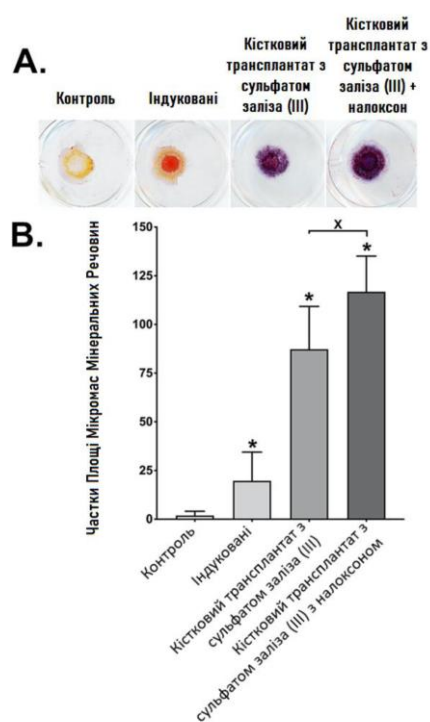 A.
Контроль
Індуковані
Кістковий
трансплантат з
сульфатом
заліза (III)
Кістковий
трансплантат з
сульфатом
заліза (III) +
налоксон
B.
Частки Площі Мікромас Мінеральних Речовин
150
125
100
75
50
25
0
*
*
*
x
Контроль
Індуковані
Кістковий трансплантат з
сульфатом заліза (III)
Кістковий трансплантат з
сульфатом заліза (III) з налоксоном